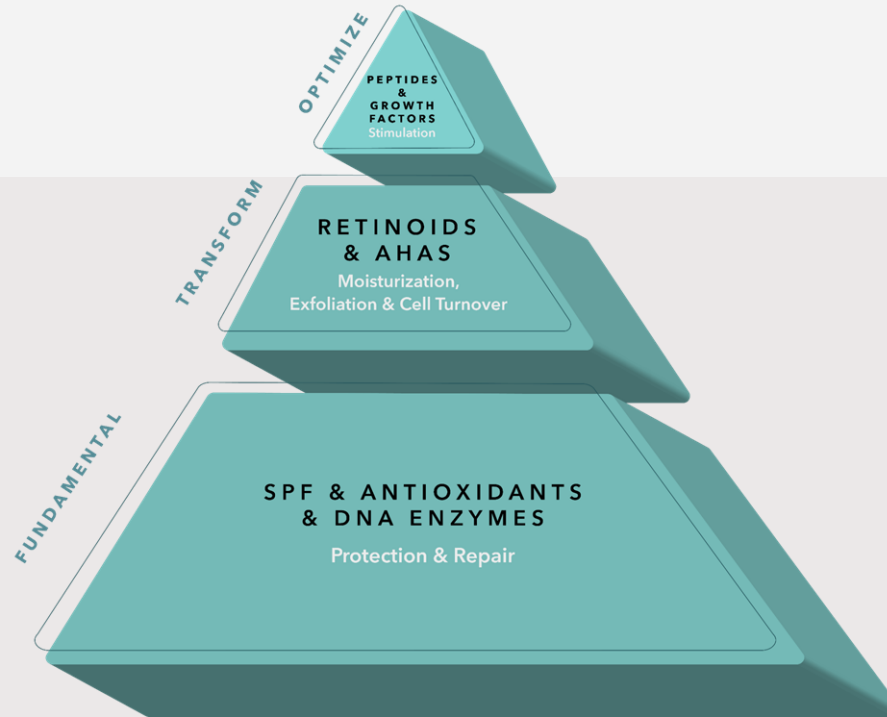 OPTIMIZE
PEPTIDES
&
GROWTH
FACTORS
Stimulation
TRANSFORM
RETINOIDS
& AHAS
Moisturization,
Exfoliation & Cell Turnover
FUNDAMENTAL
SPF & ANTIOXIDANTS
& DNA ENZYMES
Protection & Repair